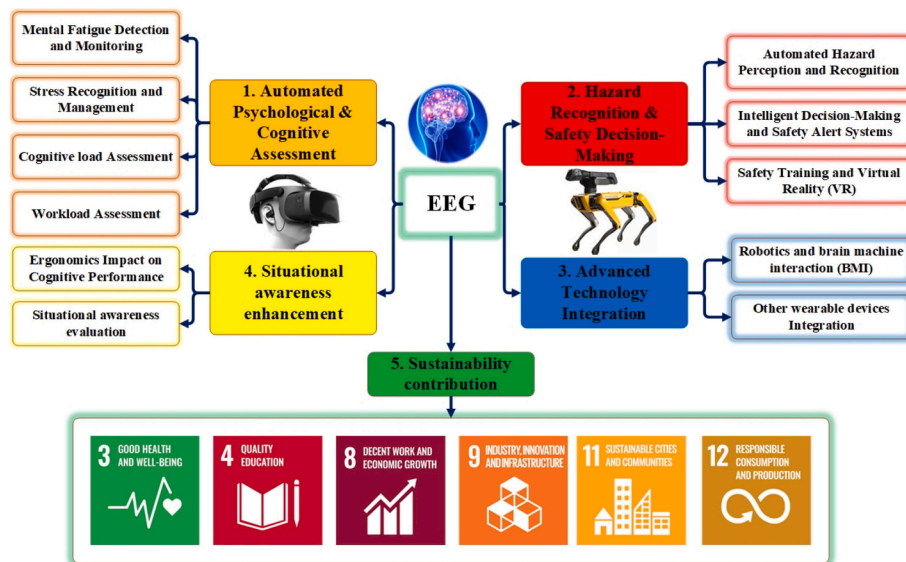 Mental Fatigue Detection
and Monitoring
Stress Recognition and
Management
Cognitive load Assessment
Workload Assessment
1. Automated
Psychological &
Cognitive
Assessment
EEG
2. Hazard
Recognition &
Safety Decision-
Making
Automated Hazard
Perception and Recognition
Intelligent Decision-Making
and Safety Alert Systems
Safety Training and Virtual
Reality (VR)
Ergonomics Impact on
Cognitive Performance
Situational awareness
evaluation
4. Situational
awareness
enhancement
3. Advanced
Technology
Integration
Robotics and brain machine
interaction (BMI)
Other wearable devices
Integration
5. Sustainability
contribution
3 GOOD HEALTH
AND WELL-BEING
4 QUALITY
EDUCATION
8 DECENT WORK AND
ECONOMIC GROWTH
9 INDUSTRY, INNOVATION
AND INFRASTRUCTURE
11 SUSTAINABLE CITIES
AND COMMUNITIES
12 RESPONSIBLE
CONSUMPTION
AND PRODUCTION